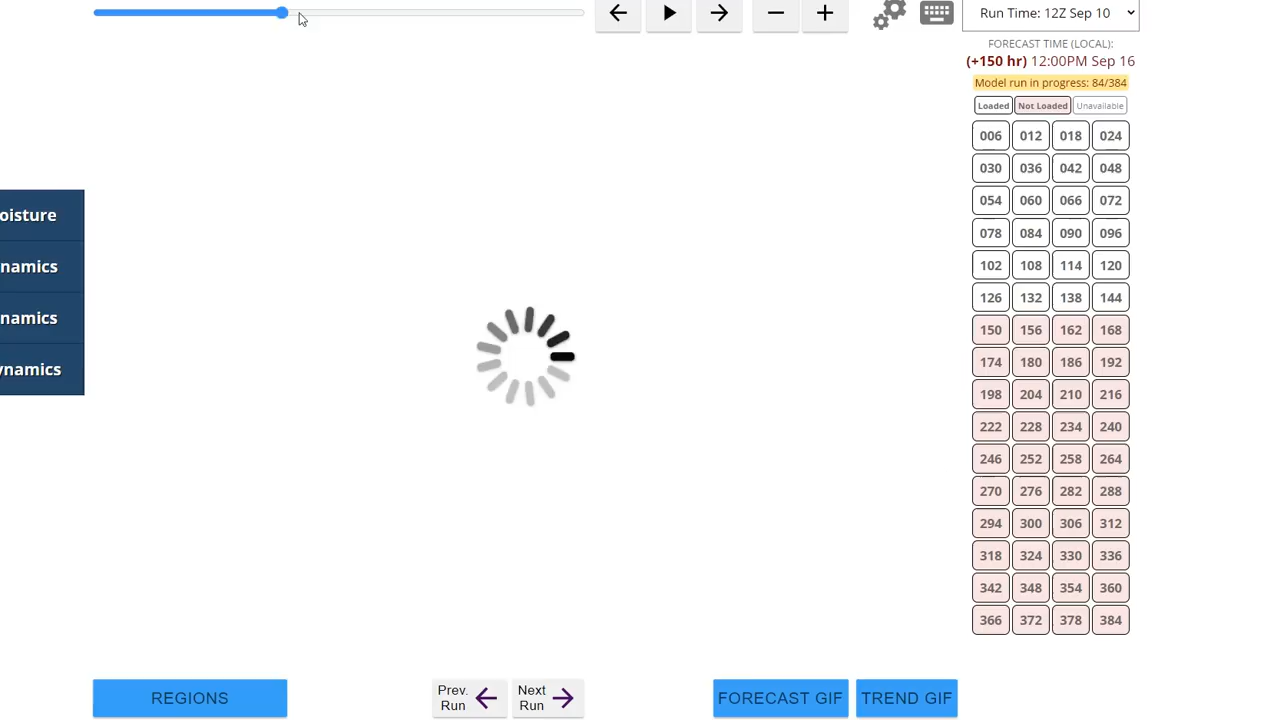 Run Time: 12Z Sep 10
FORECAST TIME (LOCAL):
(+150 hr) 12:00PM Sep 16
Model run in progress: 84/384
Loaded Not Loaded Unavailable
006 012 018 024
030 036 042 048
054 060 066 072
078 084 090 096
102 108 114 120
126 132 138 144
150 156 162 168
174 180 186 192
198 204 210 216
222 228 234 240
246 252 258 264
270 276 282 288
294 300 306 312
318 324 330 336
342 348 354 360
366 372 378 384
oisture
namics
namics
ynamics
REGIONS
Prev.
Run
Next
Run
FORECAST GIF
TREND GIF